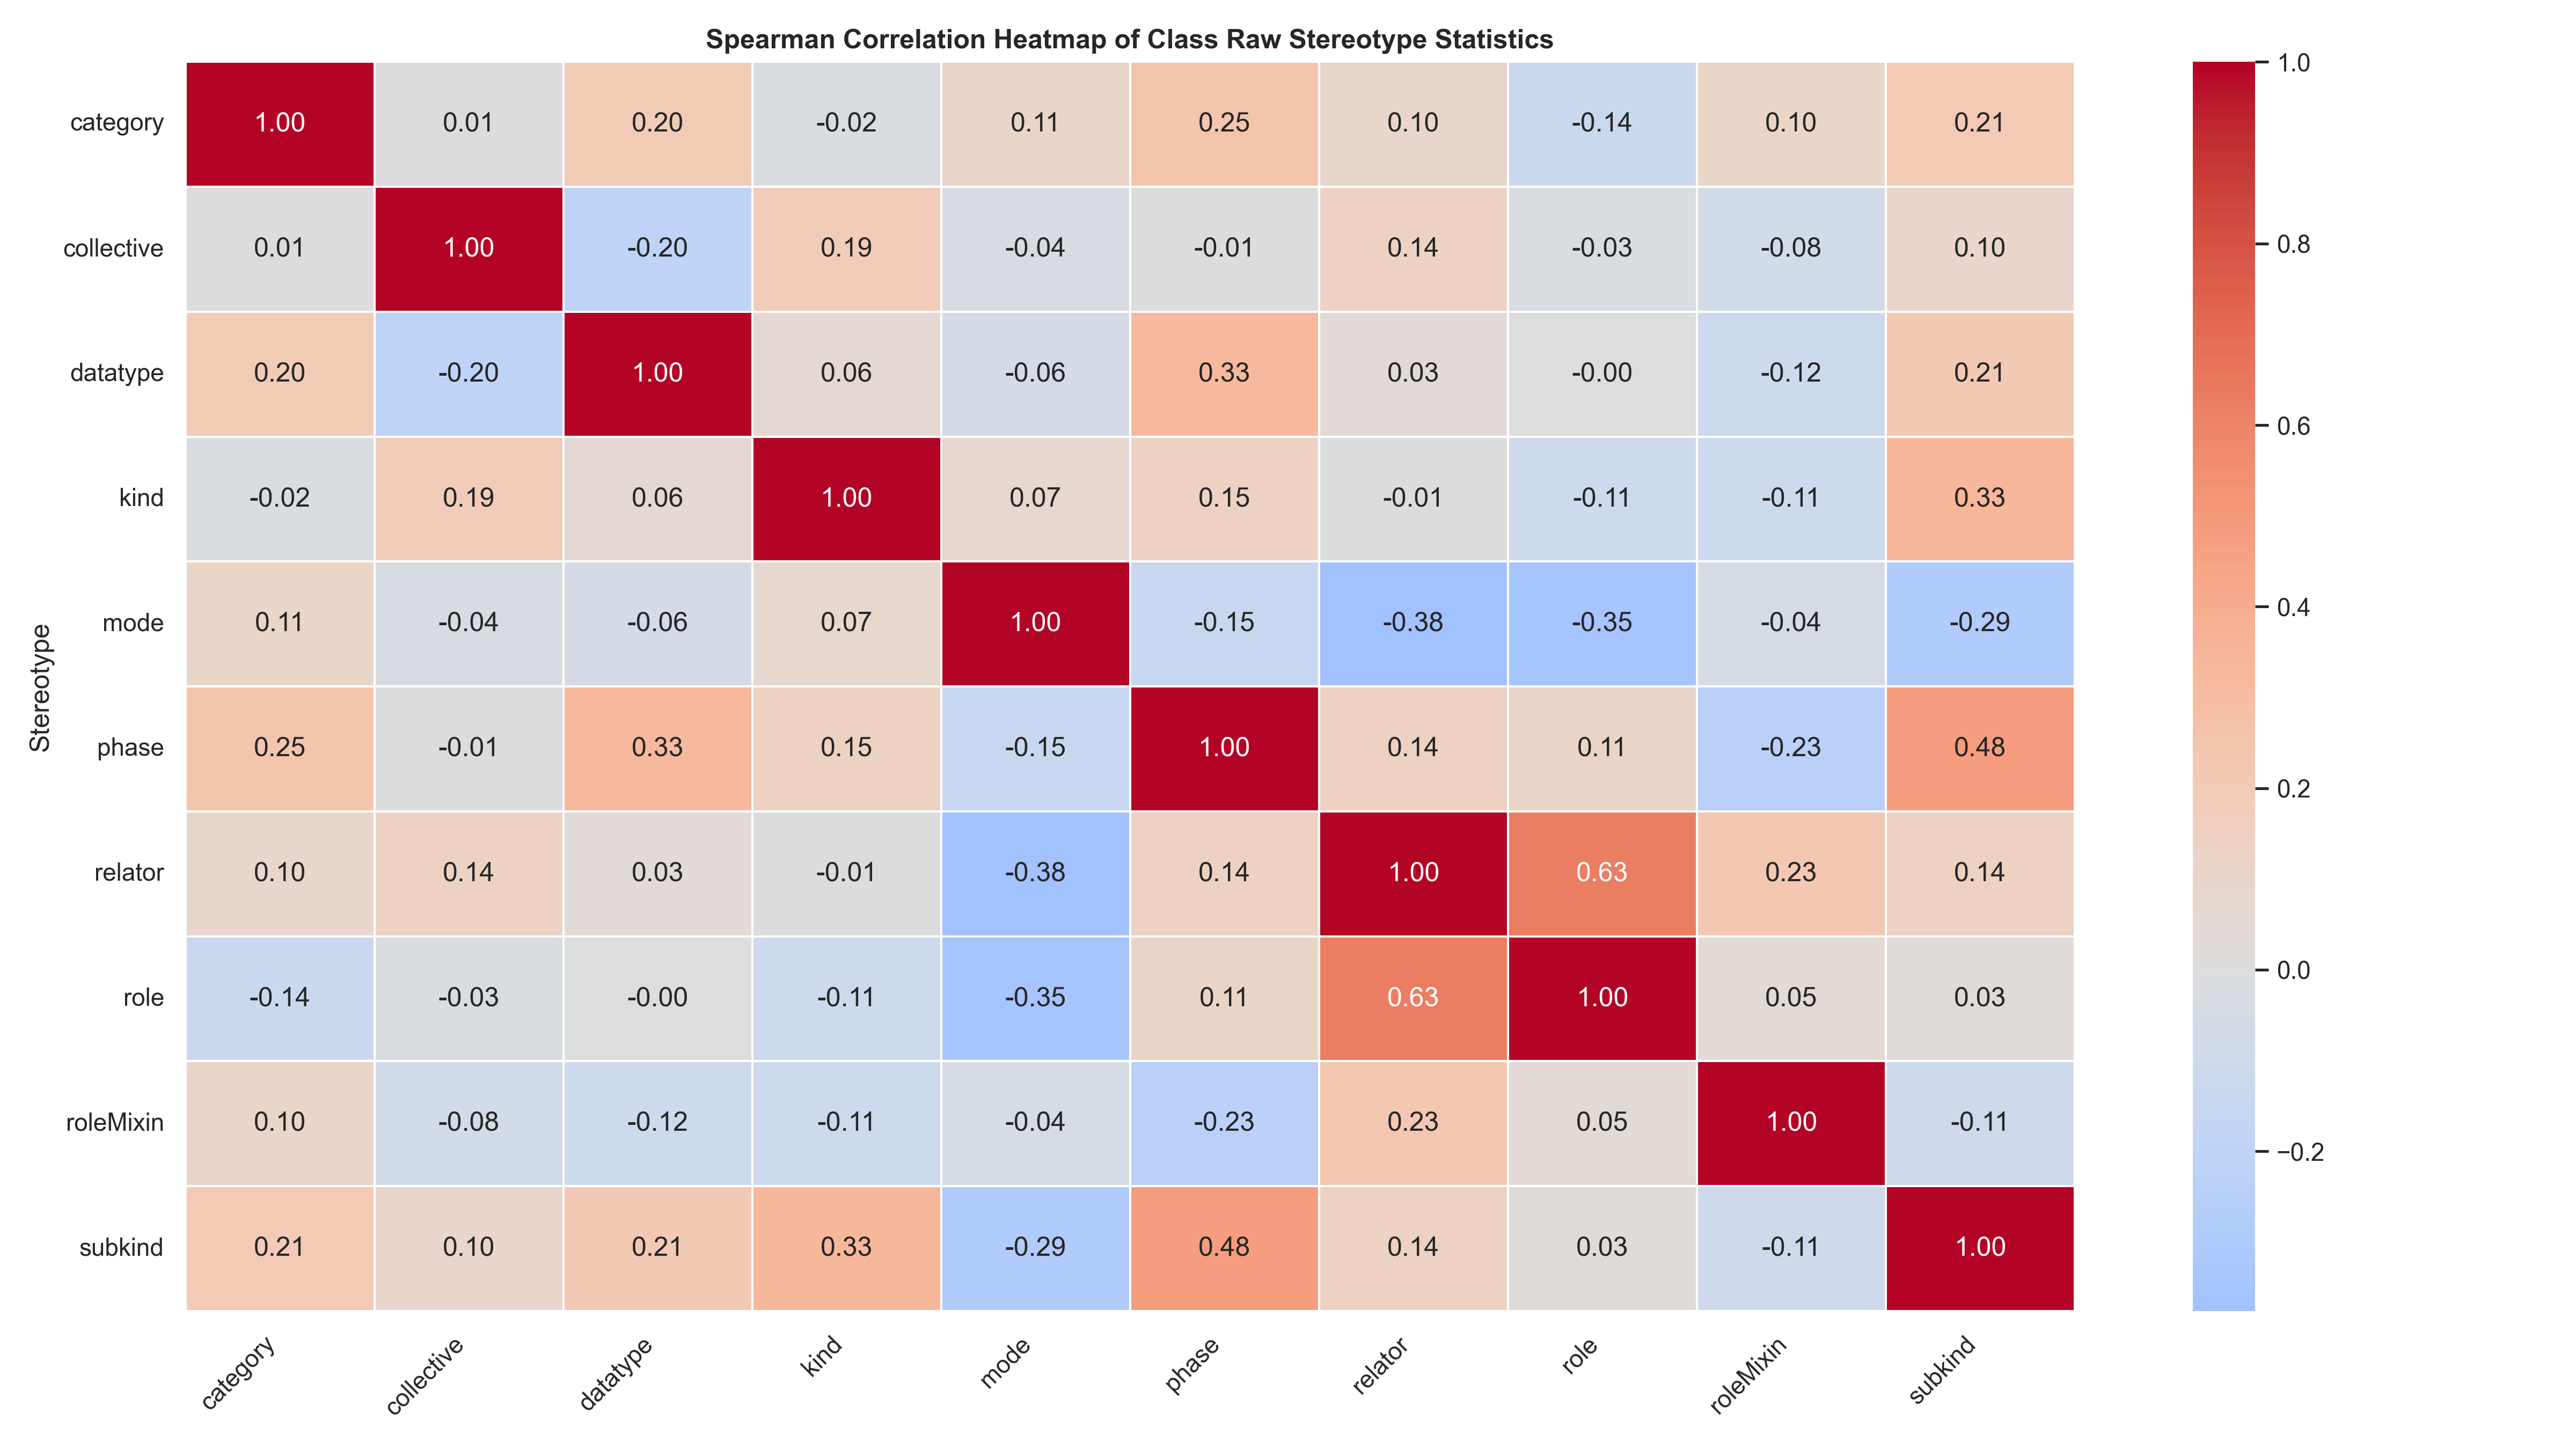 Spearman Correlation Heatmap of Class Raw Stereotype Statistics
Stereotype
category 1.00 0.01 0.20 -0.02 0.11 0.25 0.10 -0.14 0.10 0.21
collective 0.01 1.00 -0.20 0.19 -0.04 -0.01 0.14 -0.03 -0.08 0.10
datatype 0.20 -0.20 1.00 0.06 -0.06 0.33 0.03 -0.00 -0.12 0.21
kind -0.02 0.19 0.06 1.00 0.07 0.15 -0.01 -0.11 -0.11 0.33
mode 0.11 -0.04 -0.06 0.07 1.00 -0.15 -0.38 -0.35 -0.04 -0.29
phase 0.25 -0.01 0.33 0.15 -0.15 1.00 0.14 0.11 -0.23 0.48
relator 0.10 0.14 0.03 -0.01 -0.38 0.14 1.00 0.63 0.23 0.14
role -0.14 -0.03 -0.00 -0.11 -0.35 0.11 0.63 1.00 0.05 0.03
roleMixin 0.10 -0.08 -0.12 -0.11 -0.04 -0.23 0.23 0.05 1.00 -0.11
subkind 0.21 0.10 0.21 0.33 -0.29 0.48 0.14 0.03 -0.11 1.00
category collective datatype kind mode phase relator role roleMixin subkind
1.0
0.8
0.6
0.4
0.2
0.0
−0.2